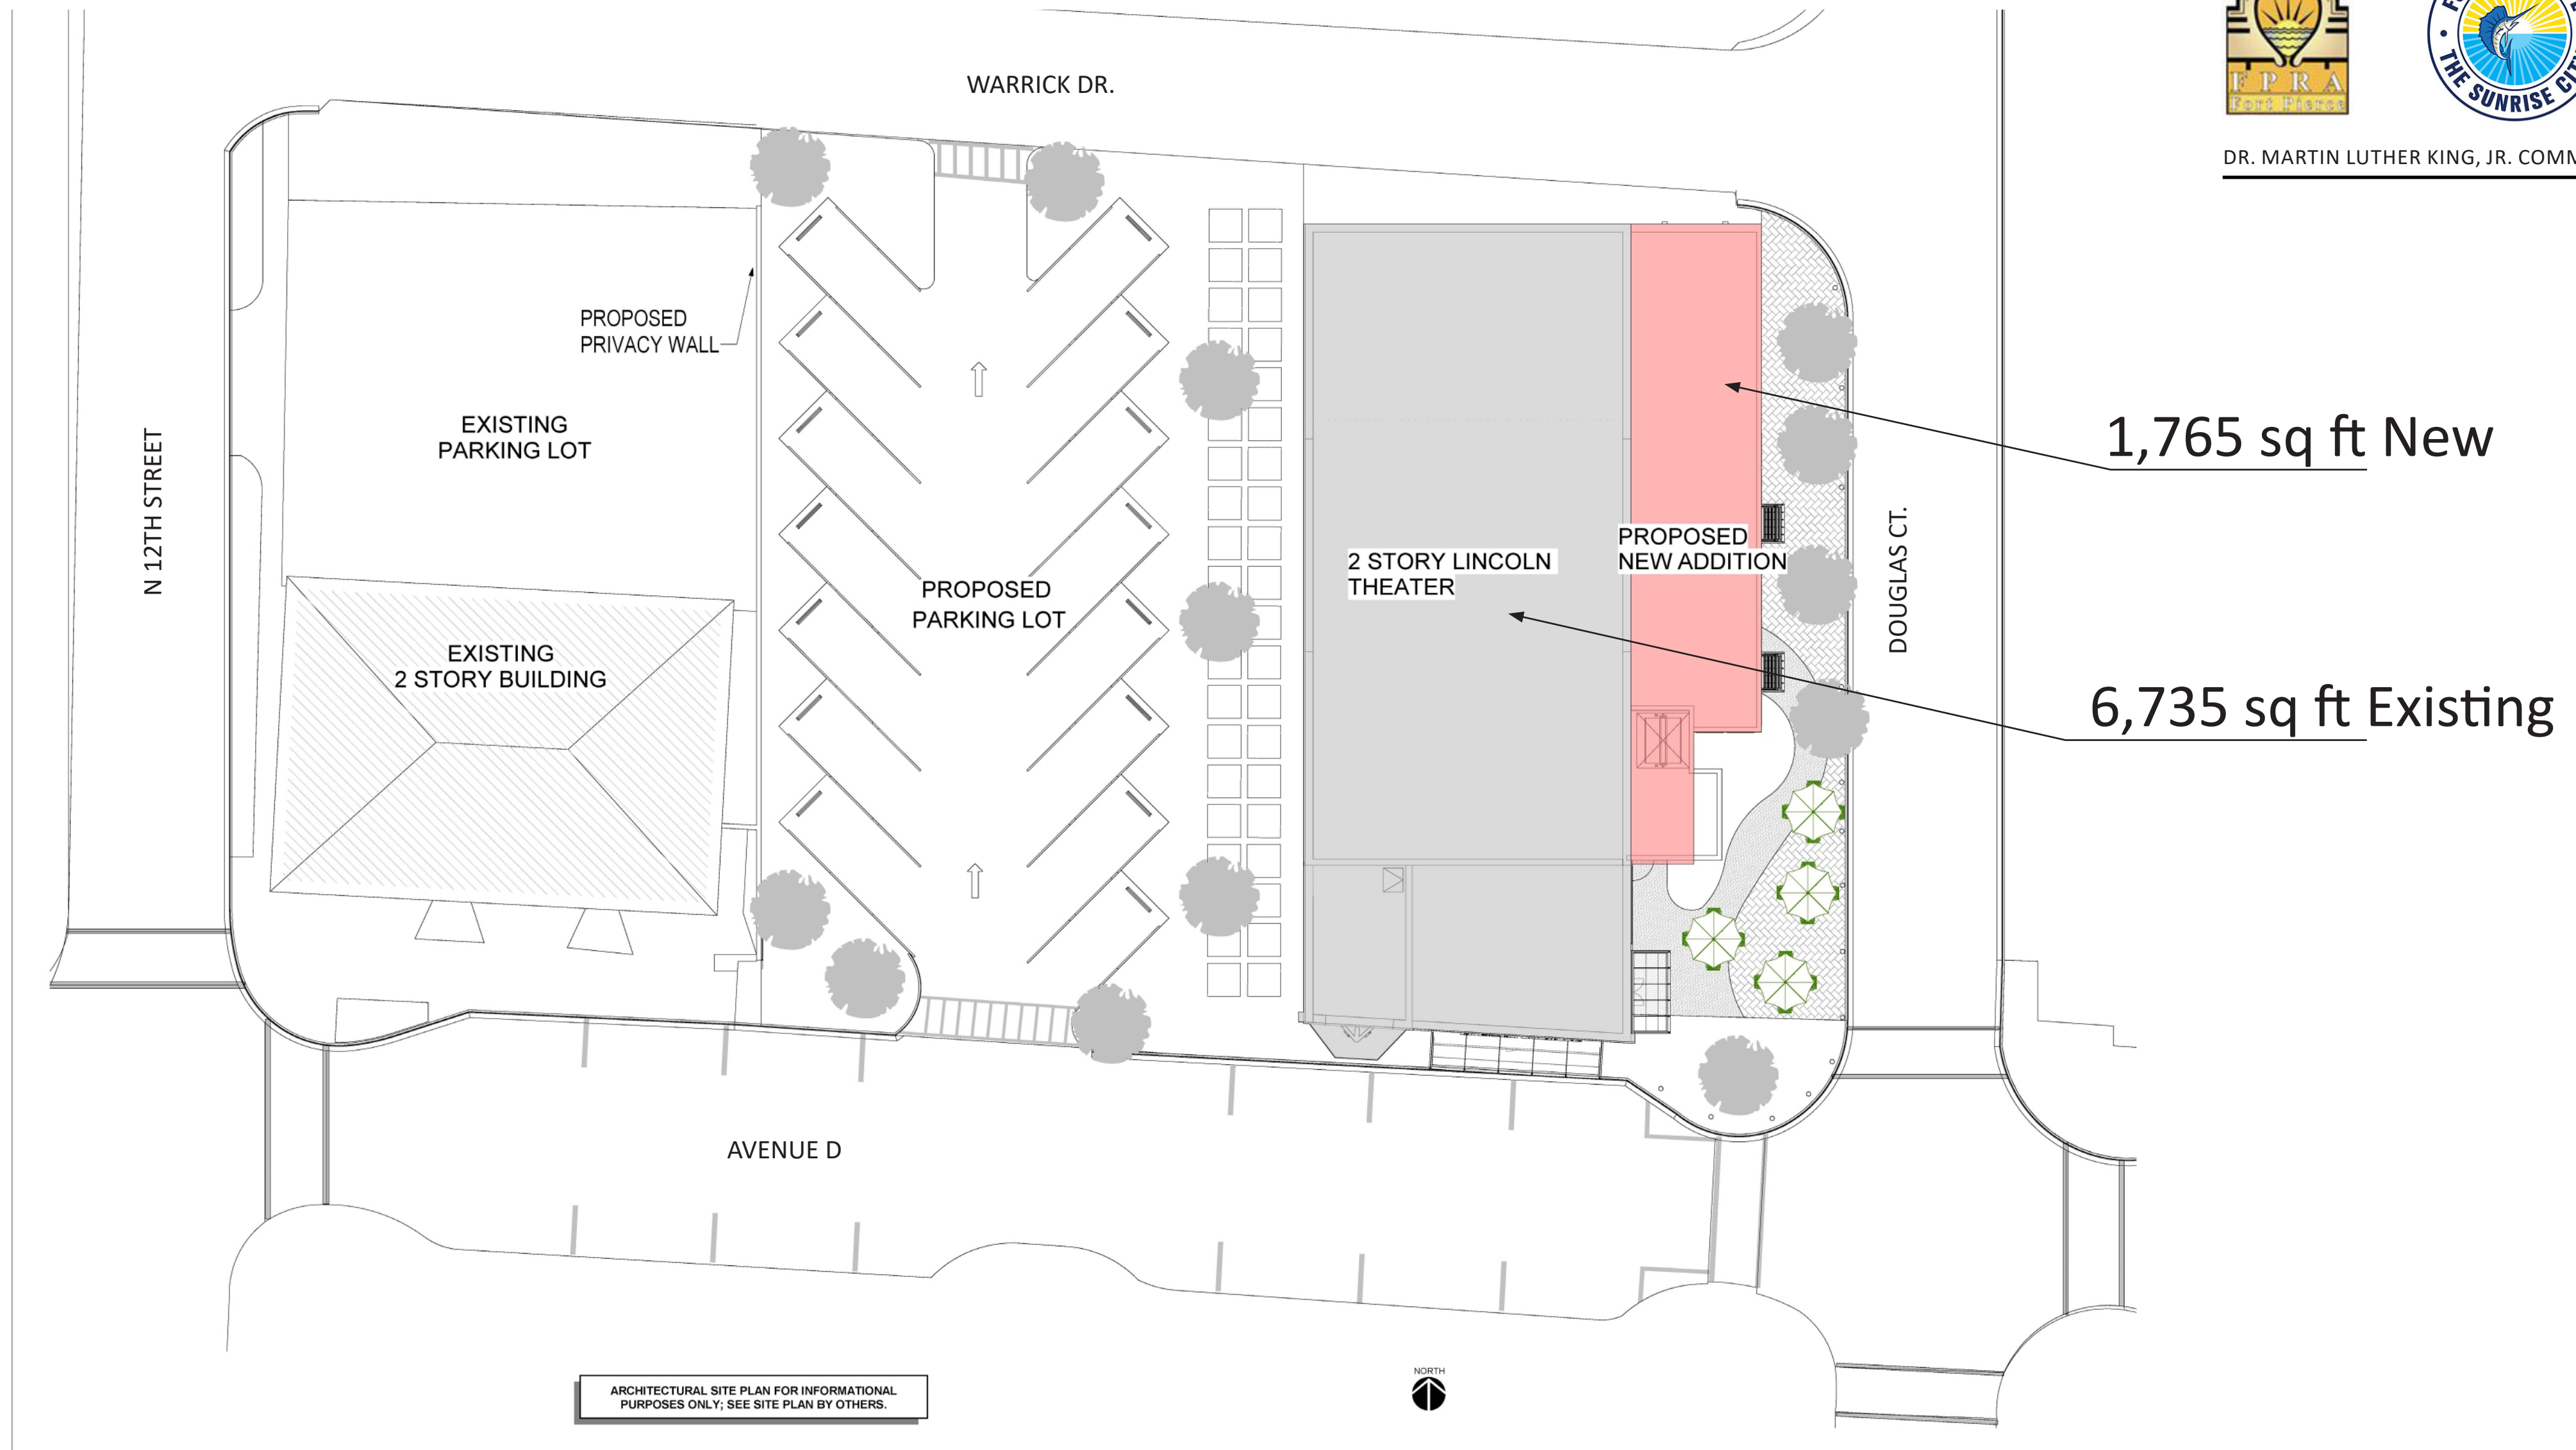 FPRA
Fort Pierce
THE SUNRISE
DR. MARTIN LUTHER KING, JR.
WARRICK DR.
PROPOSED
PRIVACY WALL
EXISTING
PARKING LOT
1,765 sq ft New
N 12TH STREET
DOUGLAS CT.
PROPOSED
NEW ADDITION
2 STORY LINCOLN
THEATER
PROPOSED
PARKING LOT
EXISTING
2 STORY BUILDING
6,735 sq ft Existing
AVENUE D
NORTH
ARCHITECTURAL SITE PLAN FOR INFORMATIONAL
PURPOSES ONLY; SEE SITE PLAN BY OTHERS.